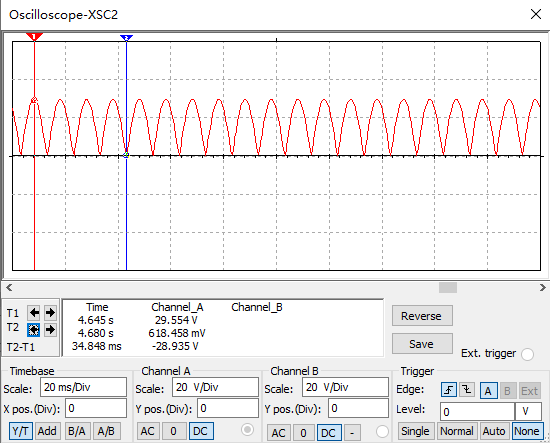 Oscilloscope-XSC2
1 2
Time Channel_A Channel_B
T1 4.645 s 29.554 V
T2 4.680 s 618.458 mV
T2-T1 34.848 ms -28.935 V
Reverse
Save
Ext. trigger
Timebase Channel A Channel B Trigger
Scale: 20 ms/Div Scale: 20 V/Div Scale: 20 V/Div Edge: A B Ext
X pos.(Div): 0 Y pos.(Div): 0 Y pos.(Div): 0 Level: 0 V
Y/T Add B/A A/B AC 0 DC AC 0 DC - Single Normal Auto None